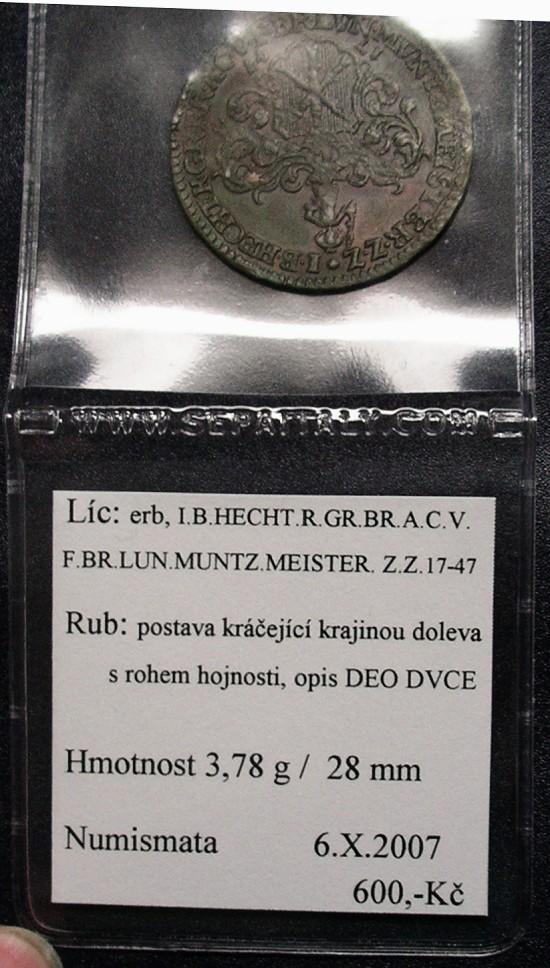 WWW.SEPAITALY.COM
Líc: erb, I.B.HECHT.R.GR.BR.A.C.V.
F.BR.LUN.MUNTZ.MEISTER. Z.Z.17-47
Rub: postava kráčející krajinou doleva
s rohem hojnosti, opis DEO DVCE
Hmotnost 3,78 g / 28 mm
Numismata 6.X.2007
600,-Kč